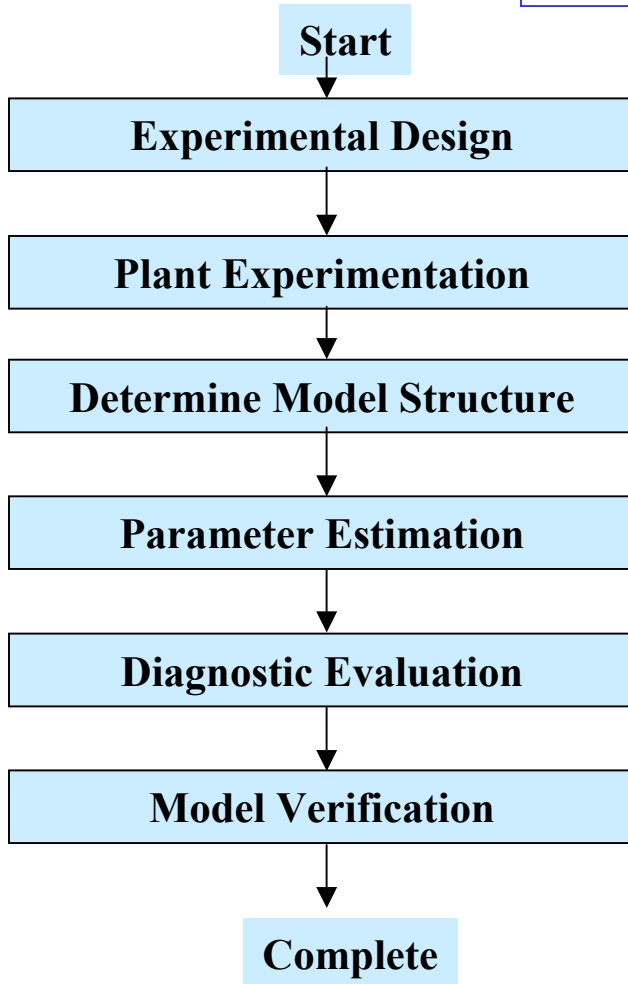 Start
Experimental Design
Plant Experimentation
Determine Model Structure
Parameter Estimation
Diagnostic Evaluation
Model Verification
Complete